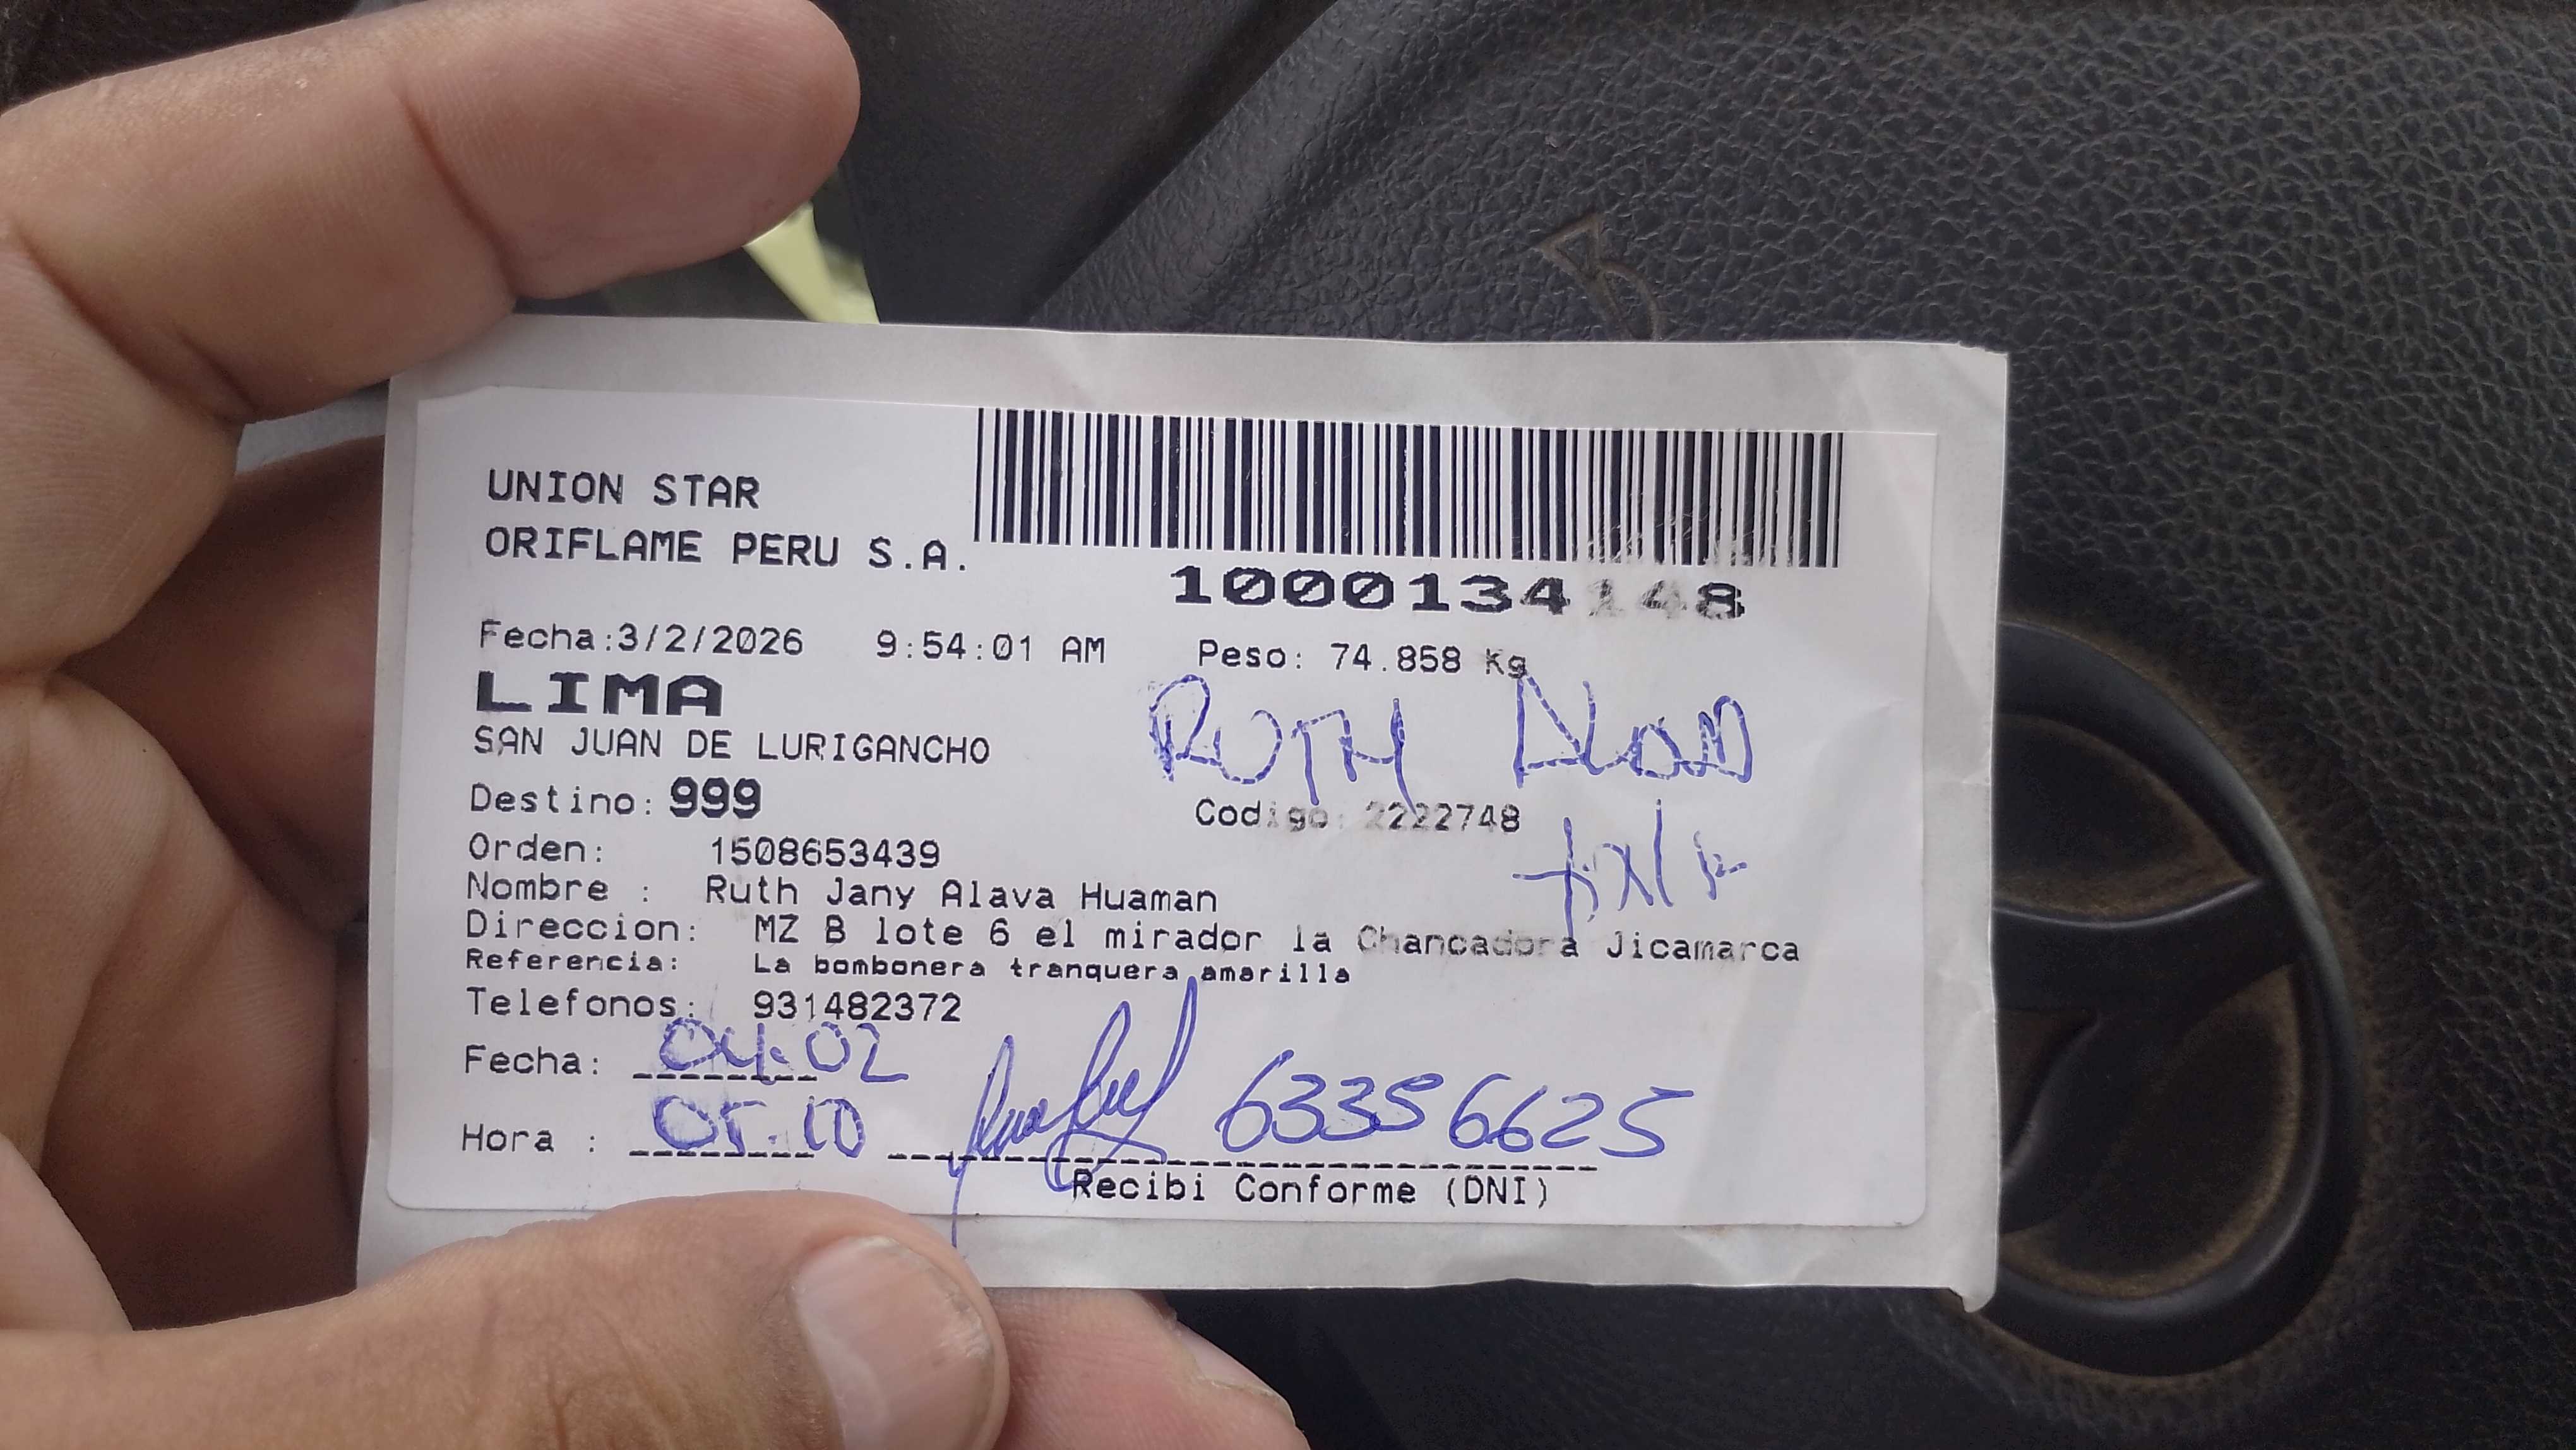 UNION STAR
ORIFLAME PERU S.A.
1000134148
Fecha:3/2/2026 9:54:01 AM Peso: 74.858 Kg
LIMA
RUTH
SAN JUAN DE LURIGANCHO
Destino: 999 Codigo: 2222748
Orden: 1508653439
Nombre : Ruth Jany Alava Huaman
Direccion: MZ B lote 6 el mirador la Chancadora Jicamarca
Referencia: La bombonera tranquera amarilla
Telefonos: 931482372
Fecha: 04.02
Hora : 05.10 63356625
Recibi Conforme (DNI)